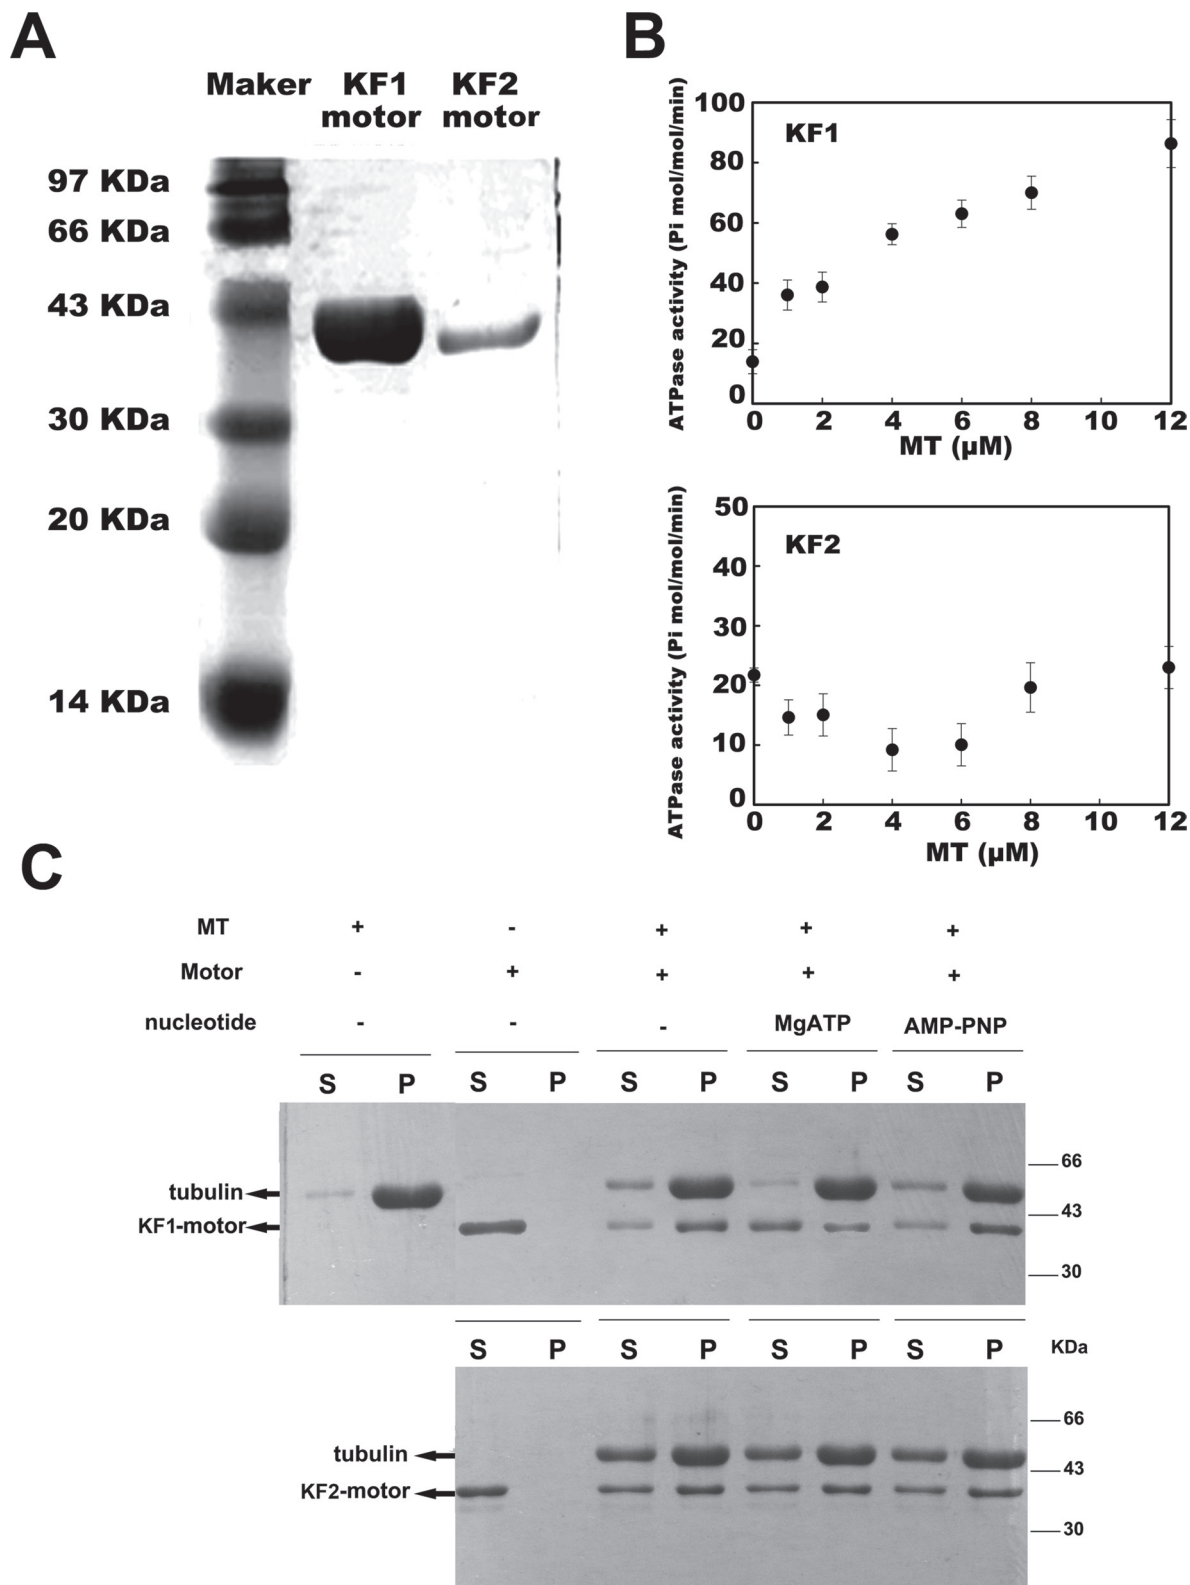 A
Maker KF1 KF2
motor motor
97 KDa
66 KDa
43 KDa
30 KDa
20 KDa
14 KDa
B
ATPase activity (Pi mol/mol/min)
100
80
60
40
20
0
KF1
0 2 4 6 8 10 12
MT (µM)
ATPase activity (Pi mol/mol/min)
50
40
30
20
10
0
KF2
0 2 4 6 8 10 12
MT (µM)
C
MT + - + + +
Motor - + + + +
nucleotide - - - MgATP AMP-PNP
S P S P S P S P S P
66
tubulin
43
KF1-motor
30
S P S P S P S P KDa
66
tubulin
43
KF2-motor
30